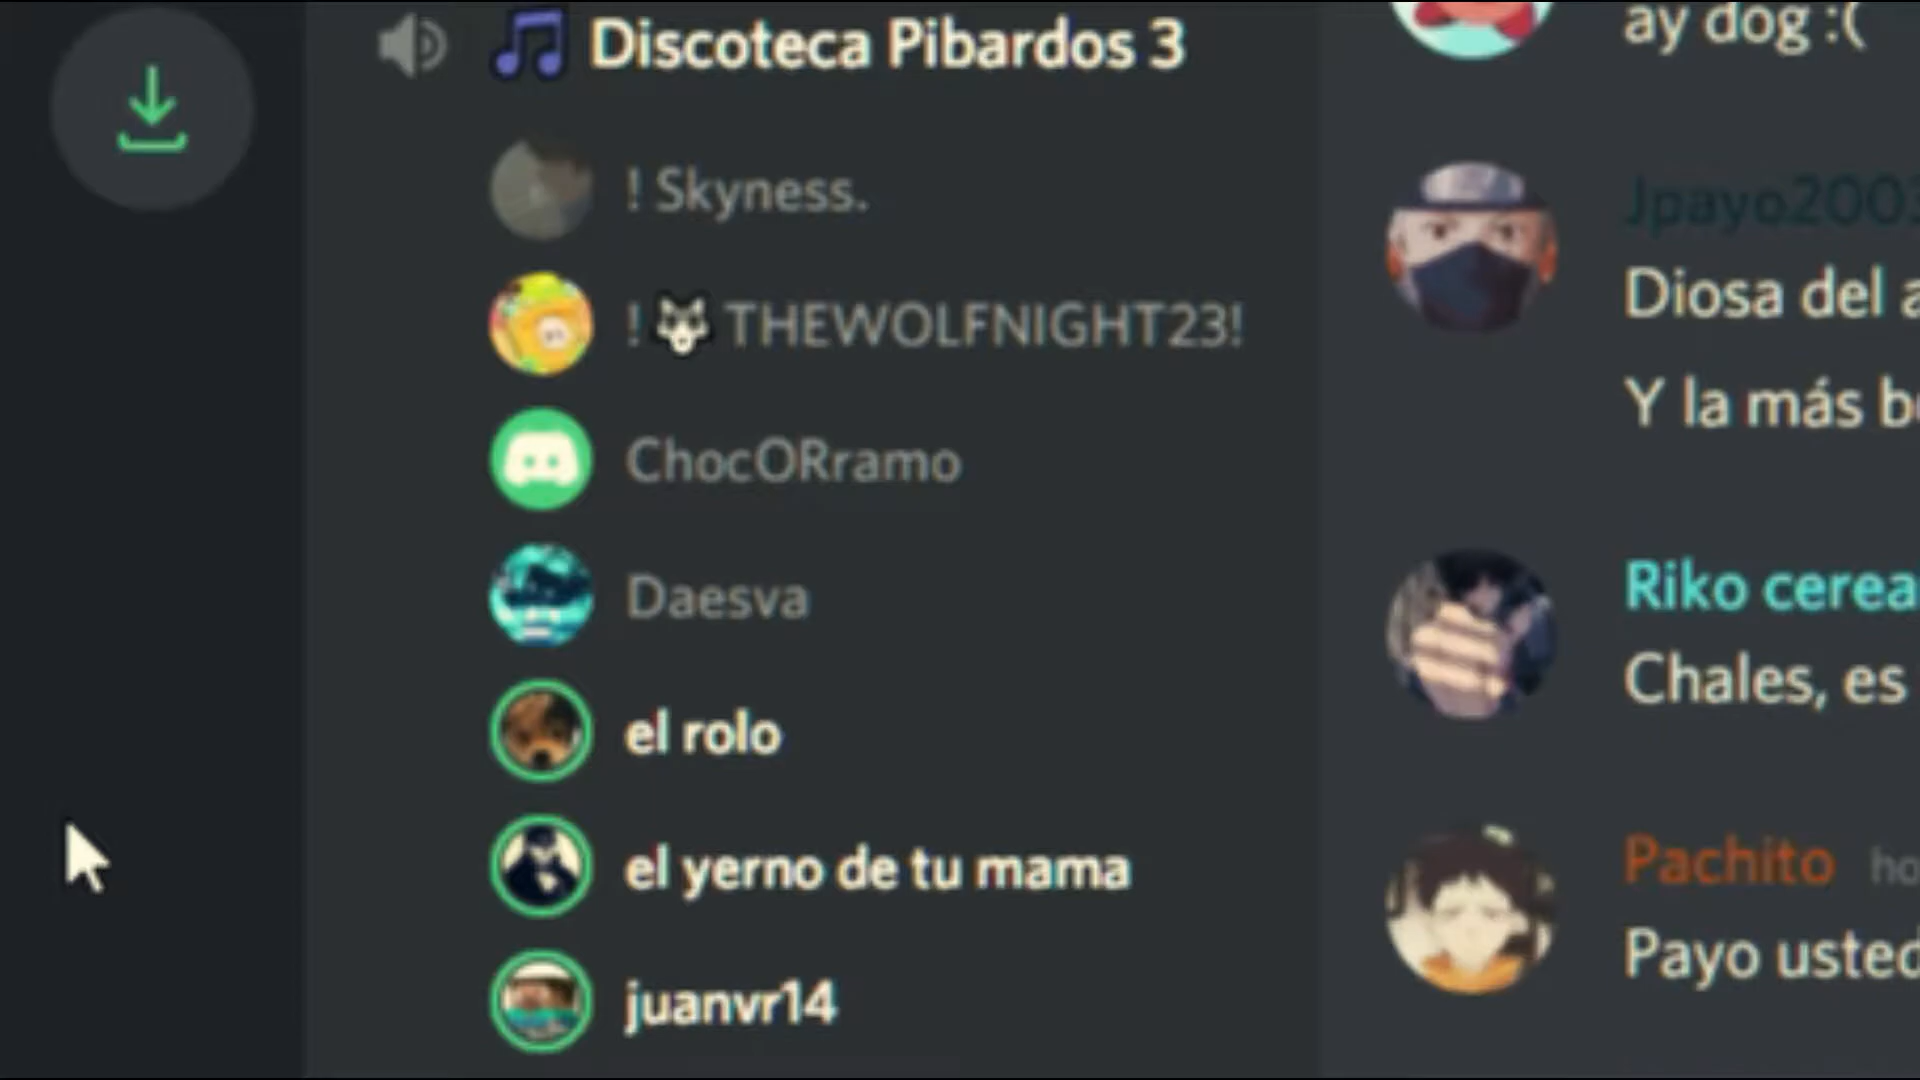 Discoteca Pibardos 3
! Skyness.
! THEWOLFNIGHT23!
ChocORramo
Daesva
el rolo
el yerno de tu mama
juanvr14
ay dog :(
Jpayo2003
Diosa del
Y la más
Riko
Chales, es
Pachito
Payo usted